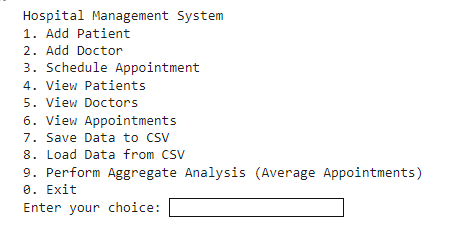 Hospital Management System
1. Add Patient
2. Add Doctor
3. Schedule Appointment
4. View Patients
5. View Doctors
6. View Appointments
7. Save Data to CSV
8. Load Data from CSV
9. Perform Aggregate Analysis (Average Appointments)
0. Exit
Enter your choice: